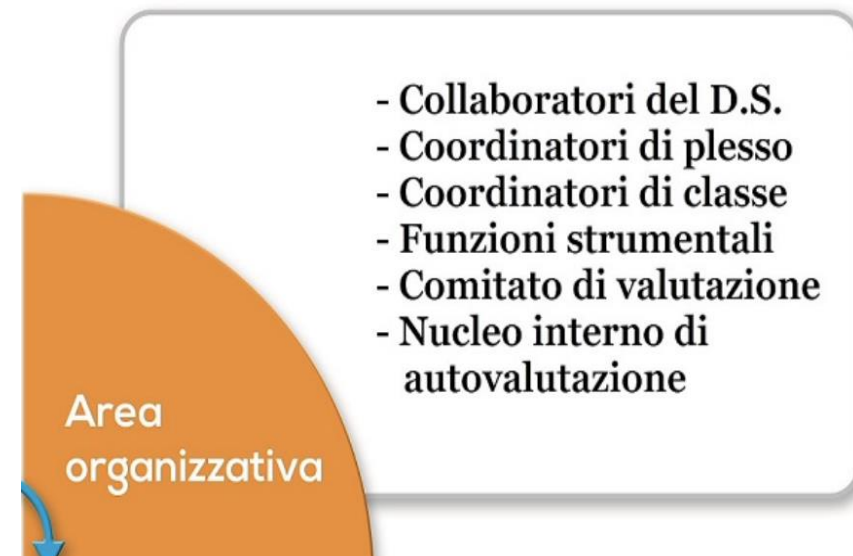 - Collaboratori del D.S.
- Coordinatori di plesso
- Coordinatori di classe
- Funzioni strumentali
- Comitato di valutazione
- Nucleo interno di
autovalutazione
Area
organizzativa